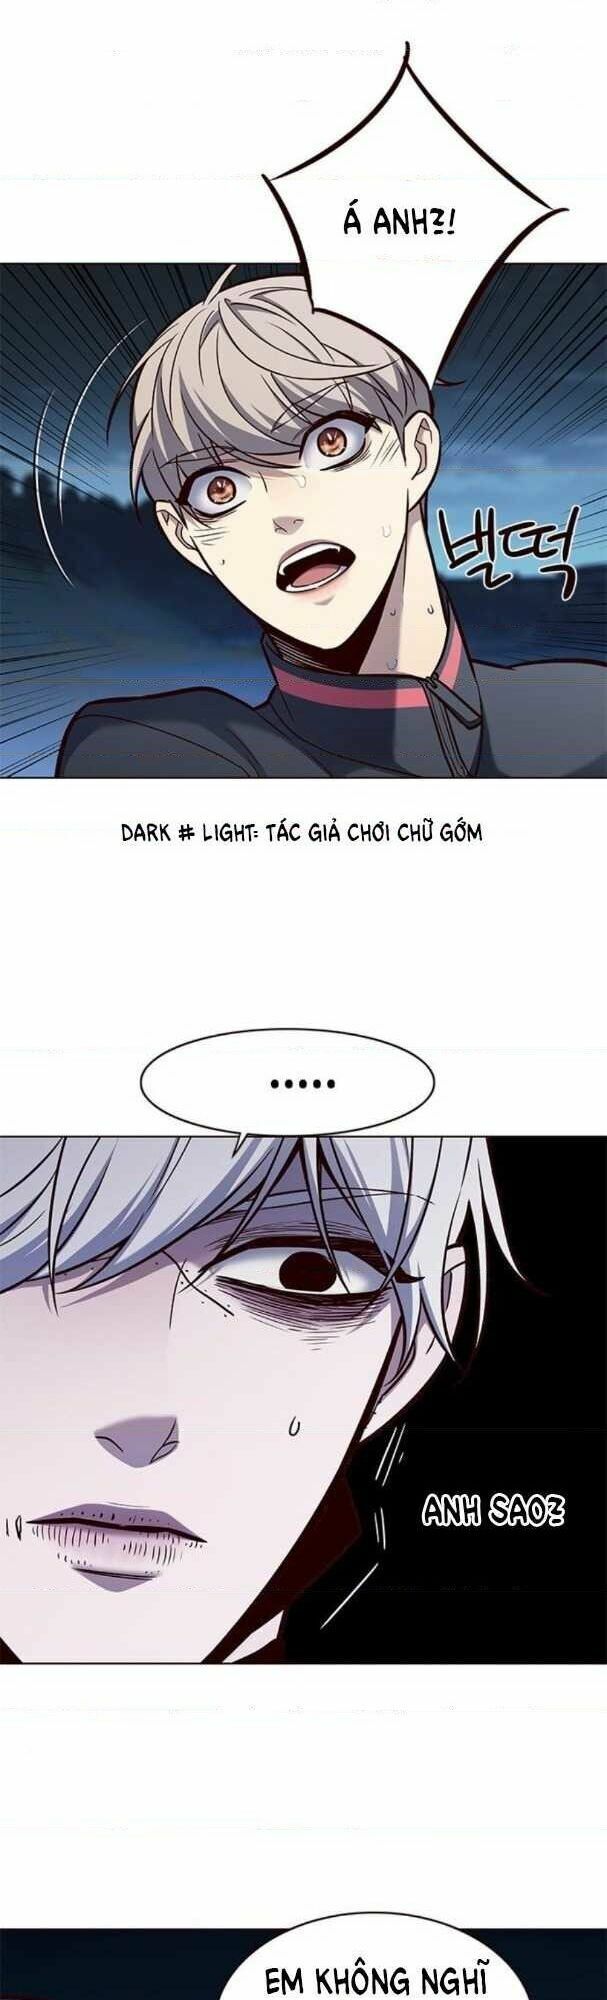 Á ANH?!
벌떡
DARK # LIGHT: TÁC GIẢ CHƠI CHỮ GỚM
.....
ANH SAO?
EM KHÔNG NGHĨ